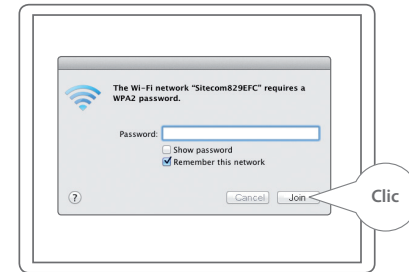 The Wi-Fi network “Sitecom829EFC” requires a
WPA2 password.
Password:
Show password
Remember this network
?
Cancel
Join
Clic